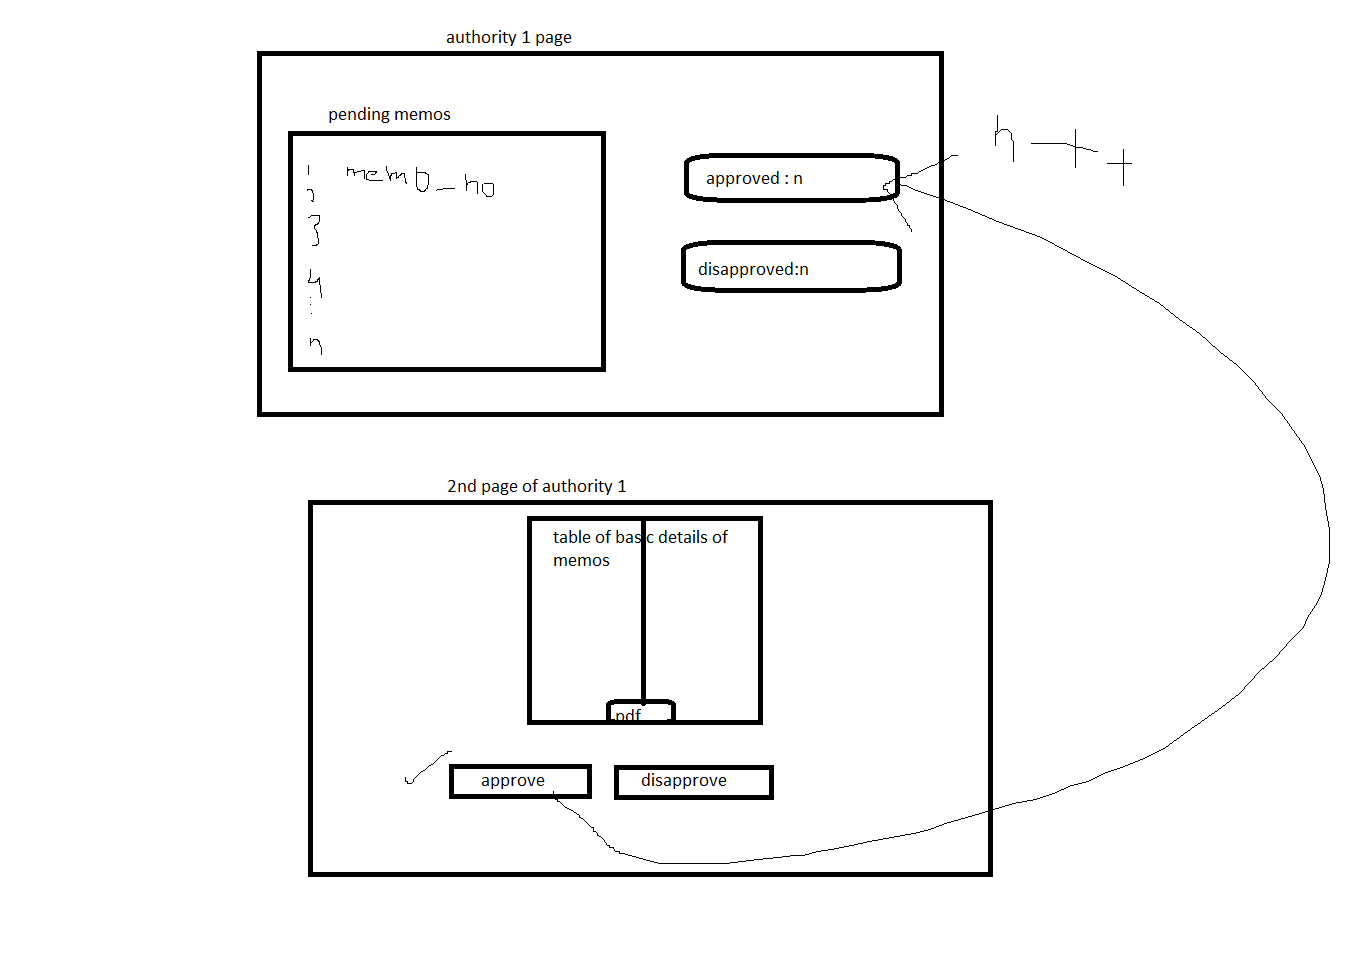 authority 1 page
pending memos
1 memo_no
2
3
4
n
approved : n
disapproved:n
n ++
2nd page of authority 1
table of basic details of
memos
pdf
approve
disapprove